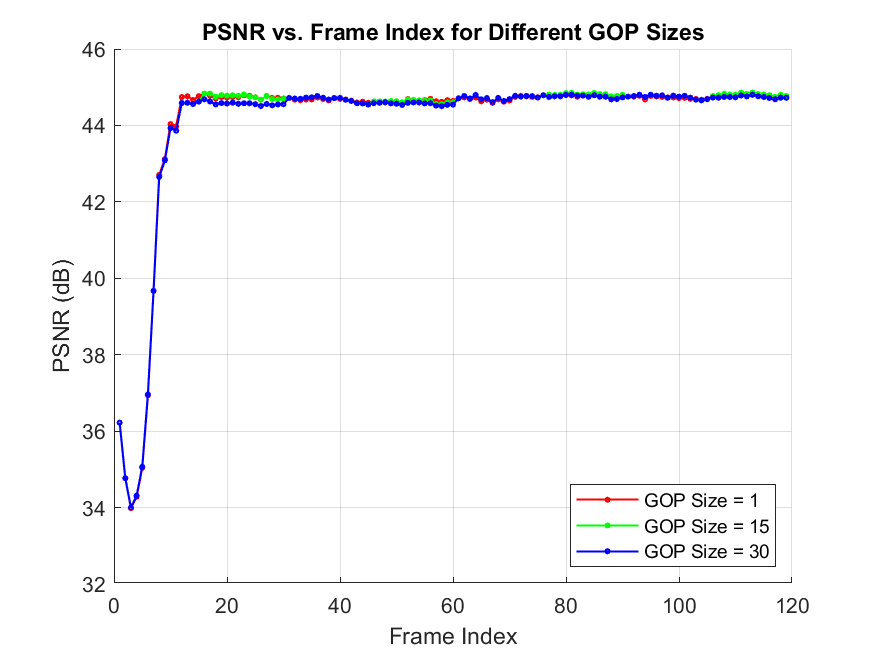 PSNR vs. Frame Index for Different GOP Sizes
46
44
42
40
38
36
34
32
PSNR (dB)
0 20 40 60 80 100 120
Frame Index
GOP Size = 1
GOP Size = 15
GOP Size = 30